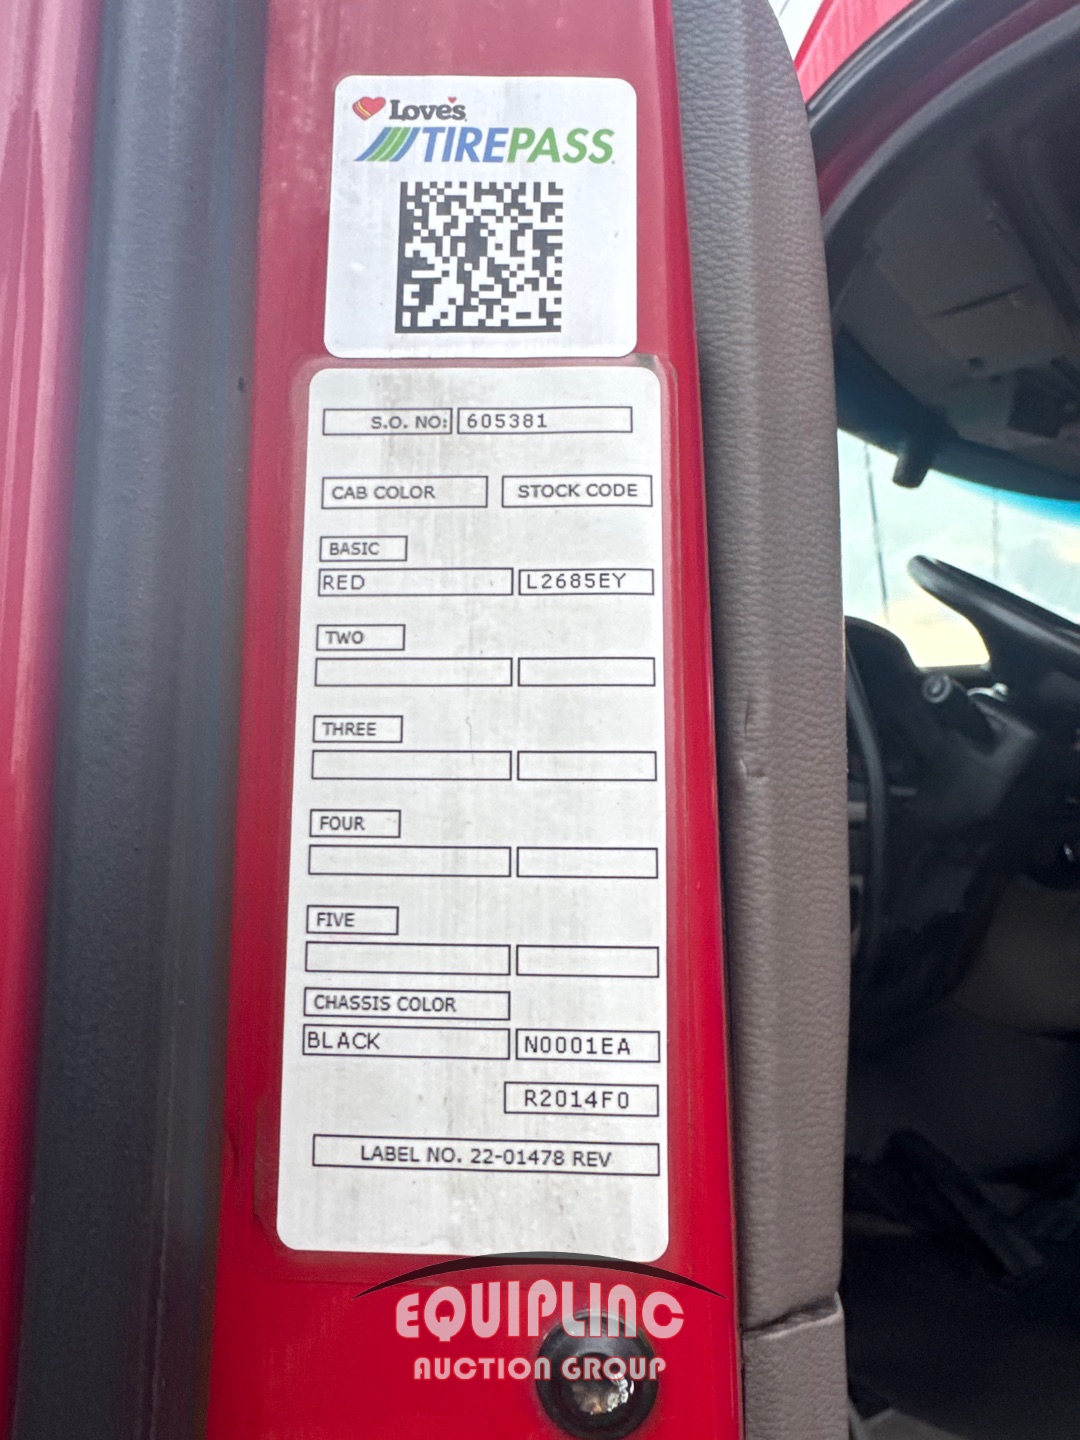 Love's
TIREPASS
S.O. NO: 605381
CAB COLOR STOCK CODE
BASIC
RED L2685EY
TWO
THREE
FOUR
FIVE
CHASSIS COLOR
BLACK N0001EA
R2014F0
LABEL NO. 22-01478 REV
EQUIPLINC
AUCTION GROUP